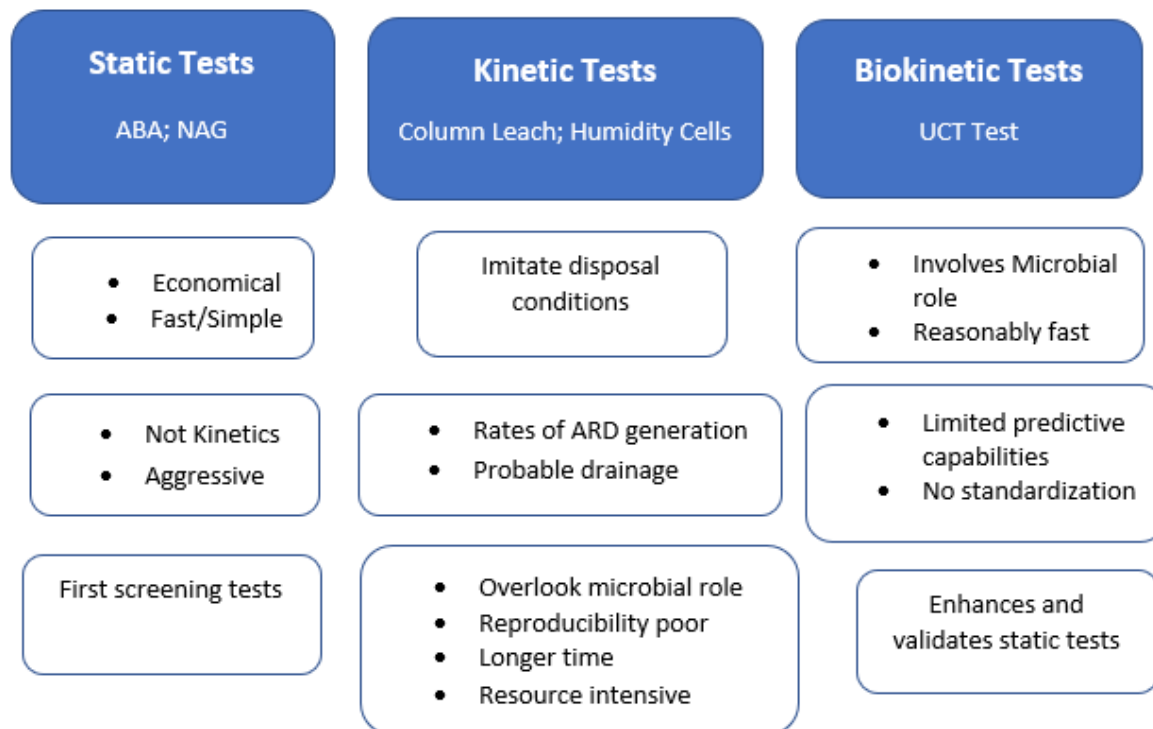 Static Tests
ABA; NAG
Economical
Fast/Simple
Not Kinetics
Aggressive
First screening tests
Kinetic Tests
Column Leach; Humidity Cells
Imitate disposal
conditions
Rates of ARD generation
Probable drainage
Overlook microbial role
Reproducibility poor
Longer time
Resource intensive
Biokinetic Tests
UCT Test
Involves Microbial
role
Reasonably fast
Limited predictive
capabilities
No standardization
Enhances and
validates static tests